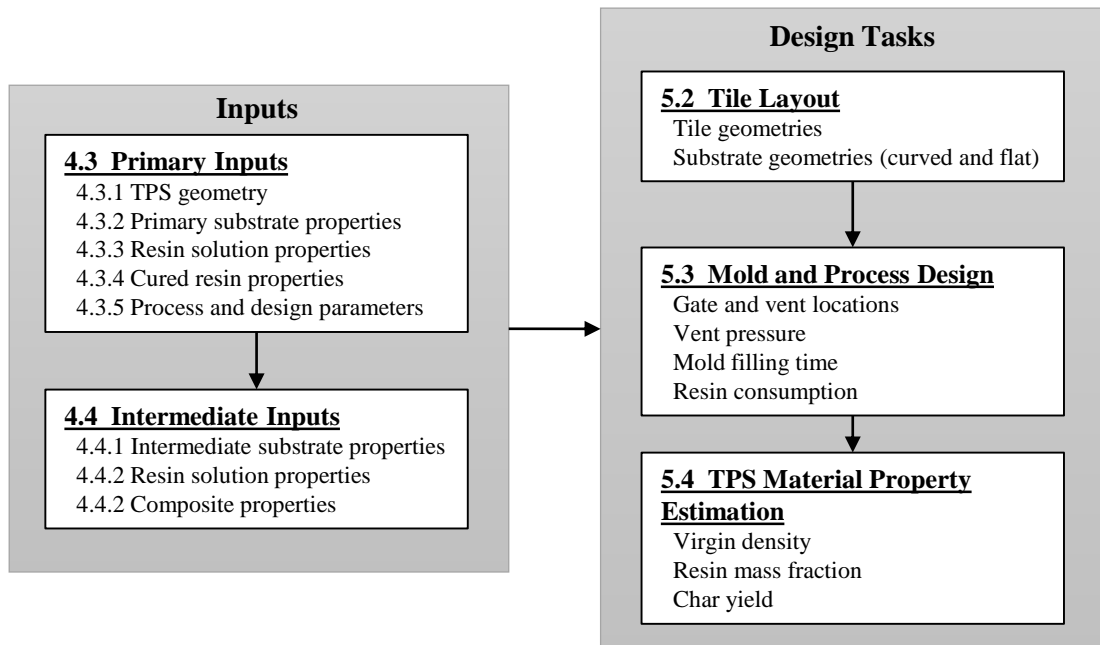 Inputs
4.3 Primary Inputs
4.3.1 TPS geometry
4.3.2 Primary substrate properties
4.3.3 Resin solution properties
4.3.4 Cured resin properties
4.3.5 Process and design parameters
4.4 Intermediate Inputs
4.4.1 Intermediate substrate properties
4.4.2 Resin solution properties
4.4.2 Composite properties
Design Tasks
5.2 Tile Layout
Tile geometries
Substrate geometries (curved and flat)
5.3 Mold and Process Design
Gate and vent locations
Vent pressure
Mold filling time
Resin consumption
5.4 TPS Material Property
Estimation
Virgin density
Resin mass fraction
Char yield